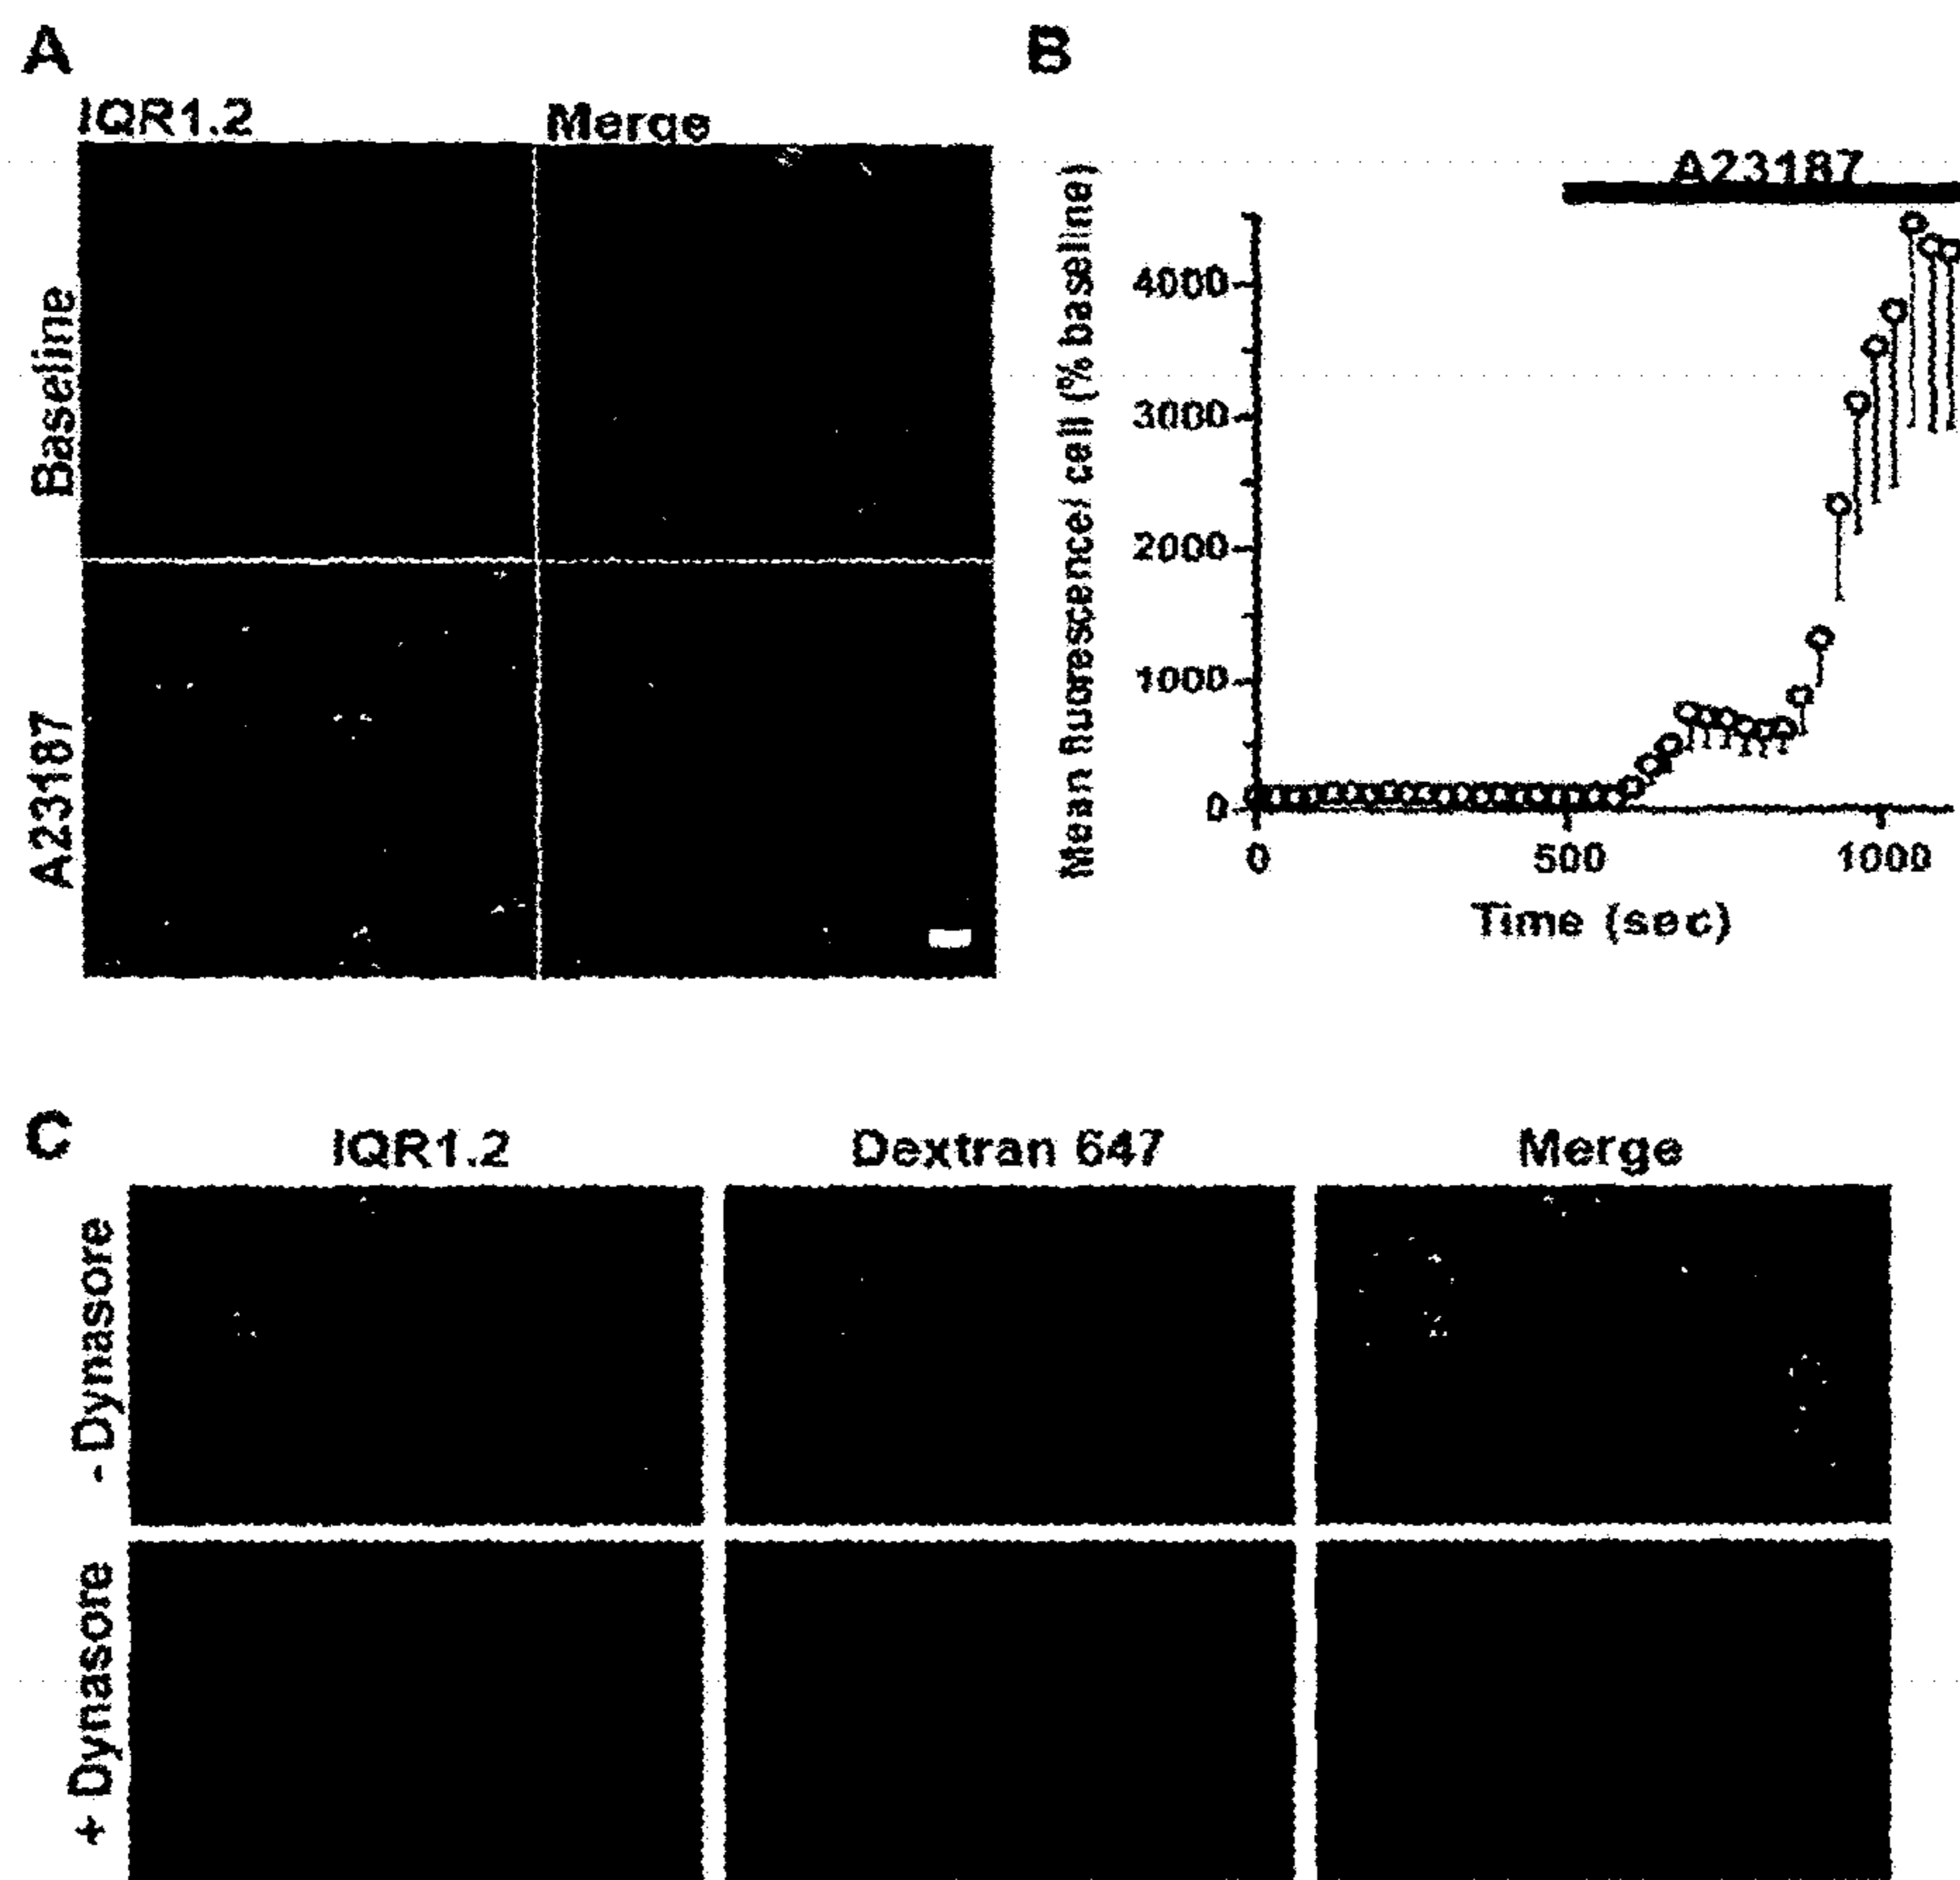 A
IQR1.2
Merge
Baseline
A23187
B
A23187
Mean fluorescence/ cell (% baseline)
4000
3000
2000
1000
0
0
500
1000
Time (sec)
C
IQR1.2
Dextran 647
Merge
- Dynasore
+ Dynasore